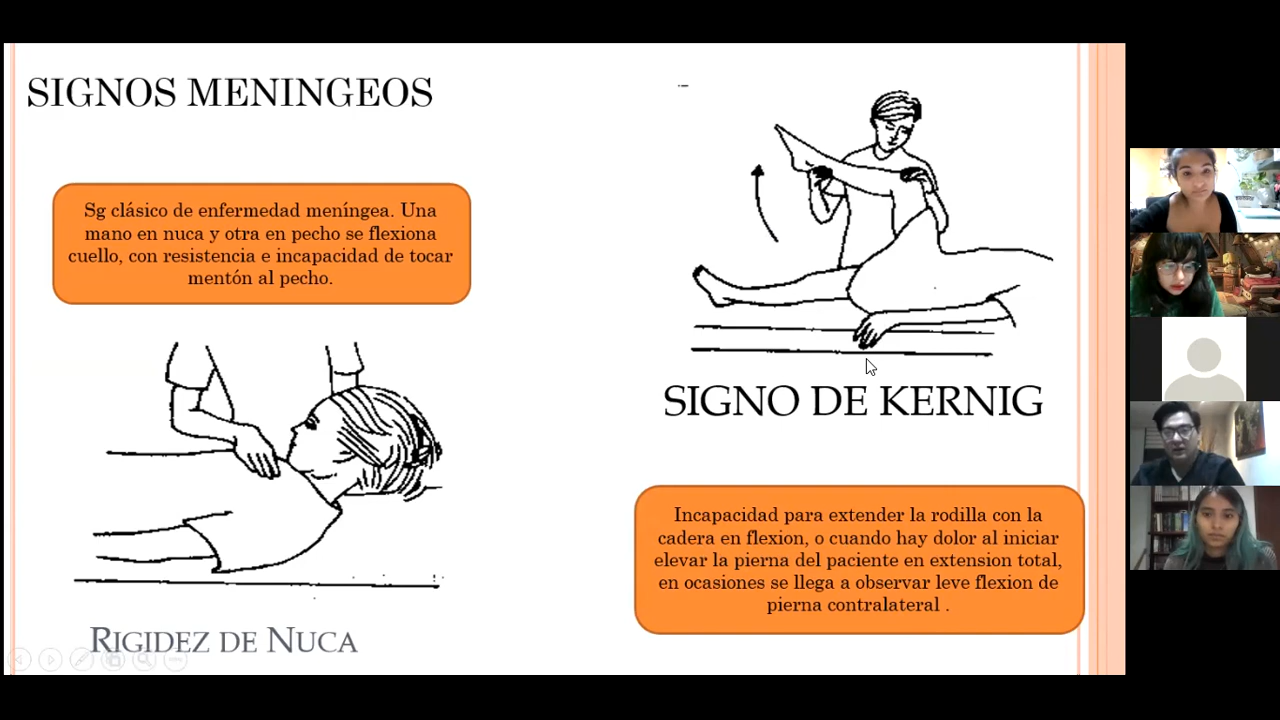 SIGNOS MENINGEOS
Sg clásico de enfermedad meníngea. Una
mano en nuca y otra en pecho se flexiona
cuello, con resistencia e incapacidad de tocar
mentón al pecho.
RIGIDEZ DE NUCA
SIGNO DE KERNIG
Incapacidad para extender la rodilla con la
cadera en flexion, o cuando hay dolor al iniciar
elevar la pierna del paciente en extension total,
en ocasiones se llega a observar leve flexion de
pierna contralateral .